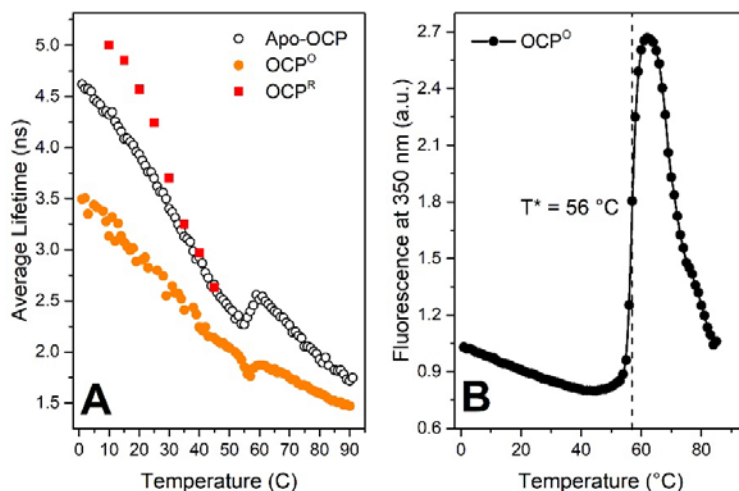 5.0
4.5
4.0
3.5
3.0
2.5
2.0
1.5
Average Lifetime (ns)
Apo-OCP
OCPᴼ
OCPᴿ
A
0 10 20 30 40 50 60 70 80 90
Temperature (C)
2.7
2.4
2.1
1.8
1.5
1.2
0.9
0.6
Fluorescence at 350 nm (a.u.)
OCPᴼ
T* = 56 °C
B
0 20 40 60 80
Temperature (°C)